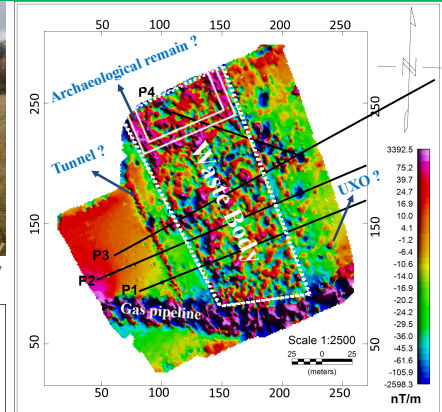 50 100 150 200 250
Archaeological remain ?
P4
250
250
Tunnel ?
Waste Body
UXO ?
150
150
P3
P2
P1
Gas pipeline
50
50
Scale 1:2500
25 0 25
(meters)
50 100 150 200 250
N
3392.5
75.2
39.7
24.7
16.9
10.0
4.1
-1.2
-6.4
-10.6
-14.6
-16.9
-20.2
-24.2
-29.5
-36.0
-45.3
-61.6
-105.9
-2598.3
nT/m